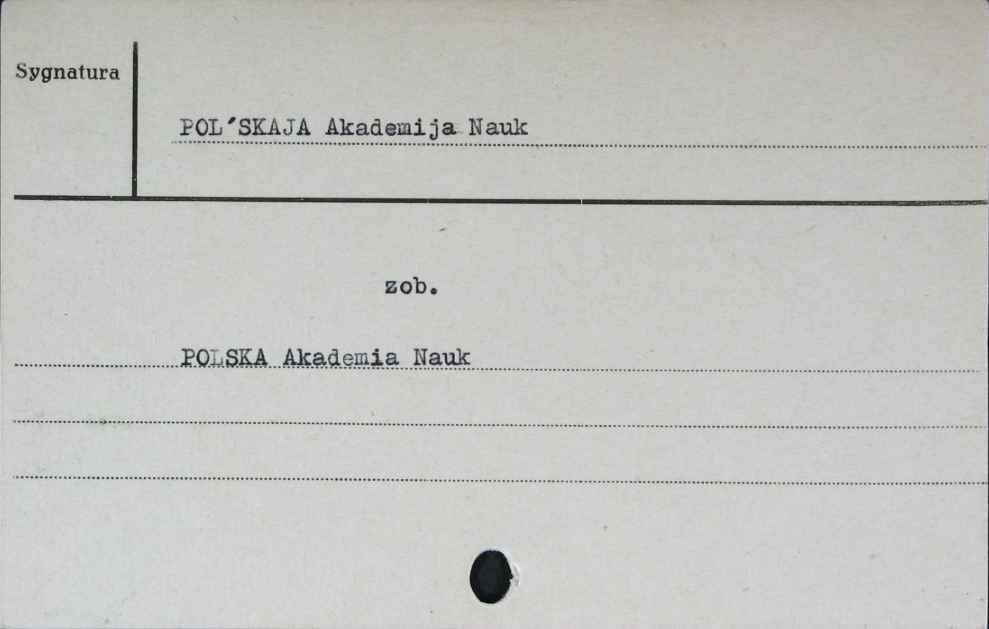 Sygnatura
POL´SKAJA Akademija Nauk
zob.
POLSKA Akademia Nauk